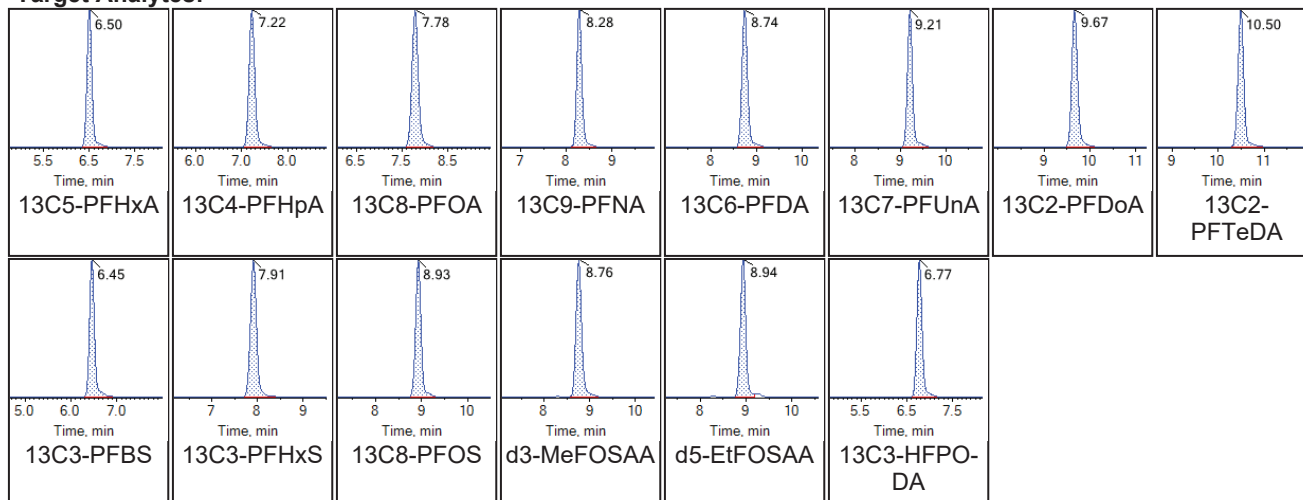 Target Analytes:
6.50 7.22 7.78 8.28 8.74 9.21 9.67 10.50
5.5 6.5 7.5 6.0 7.0 8.0 6.5 7.5 8.5 7 8 9 8 9 10 8 9 10 9 10 11 9 10 11
Time, min Time, min Time, min Time, min Time, min Time, min Time, min Time, min
13C5-PFHxA 13C4-PFHpA 13C8-PFOA 13C9-PFNA 13C6-PFDA 13C7-PFUnA 13C2-PFDoA 13C2-
PFTeDA
6.45 7.91 8.93 8.76 8.94 6.77
5.0 6.0 7.0 7 8 9 8 9 10 8 9 10 8 9 10 5.5 6.5 7.5
Time, min Time, min Time, min Time, min Time, min Time, min
13C3-PFBS 13C3-PFHxS 13C8-PFOS d3-MeFOSAA d5-EtFOSAA 13C3-HFPO-
DA